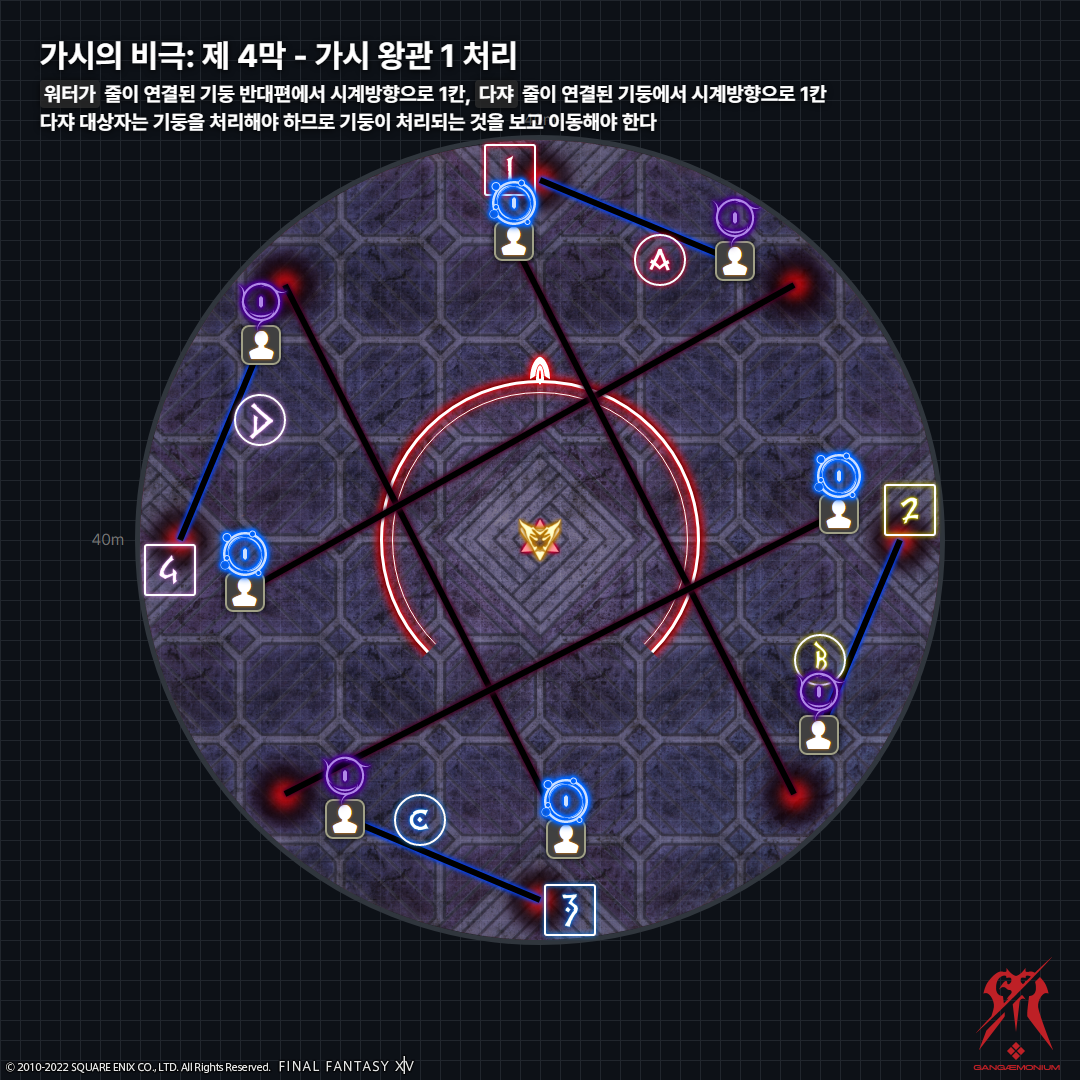 가시의 비극: 제 4막 - 가시 왕관 1 처리
워터가 줄이 연결된 기둥 반대편에서 시계방향으로 1칸, 다쟈 줄이 연결된 기둥에서 시계방향으로 1칸
다쟈 대상자는 기둥을 처리해야 하므로 기둥이 처리되는 것을 보고 이동해야 한다
1
A
D
2
40m
4
B
C
3
© 2010-2022 SQUARE ENIX CO., LTD. All Rights Reserved. FINAL FANTASY XIV
GANGÆMONIUM